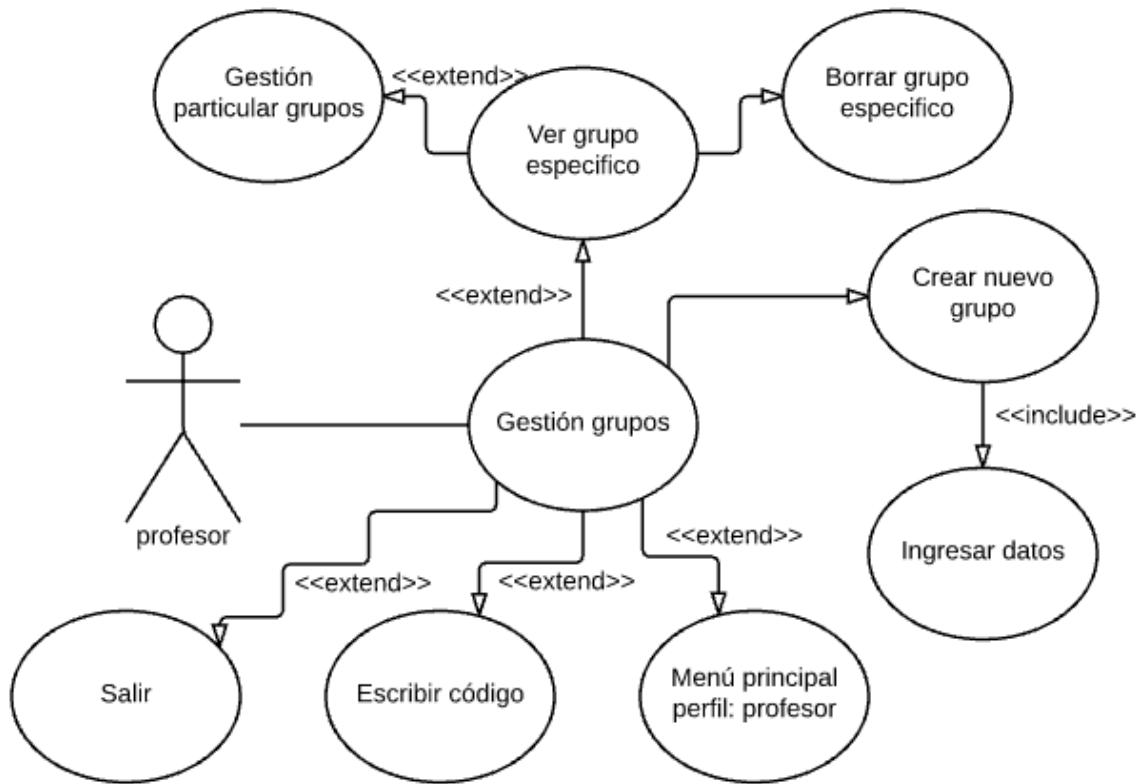 Gestión
particular grupos
<<extend>>
Ver grupo
especifico
Borrar grupo
especifico
<<extend>>
Crear nuevo
grupo
<<include>>
Gestión grupos
profesor
<<extend>>
<<extend>>
<<extend>>
Ingresar datos
Salir
Escribir código
Menú principal
perfil: profesor